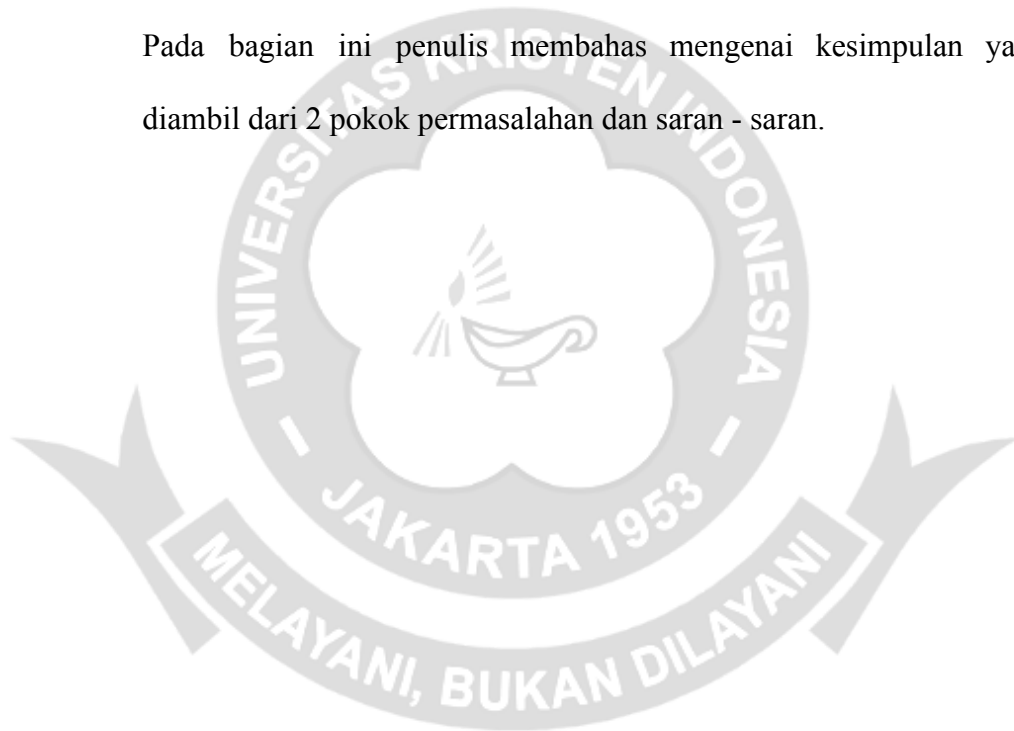 Pada bagian ini penulis membahas mengenai kesimpulan ya
diambil dari 2 pokok permasalahan dan saran - saran.
UNIVERSITAS KRISTEN INDONESIA
JAKARTA 1953
MELAYANI, BUKAN DILAYANI